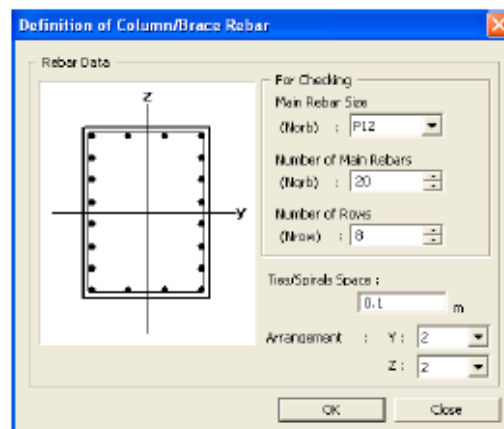 Definition of Column/Brace Rebar
Rebar Data
z
y
For Checking
Main Rebar Size
(Norb) : P12
Number of Main Rebars
(Norb) : 20
Number of Rows
(Nrow) : 8
Ties/Spirals Space :
0.1 m
Arrangement : Y : 2
Z : 2
OK Close